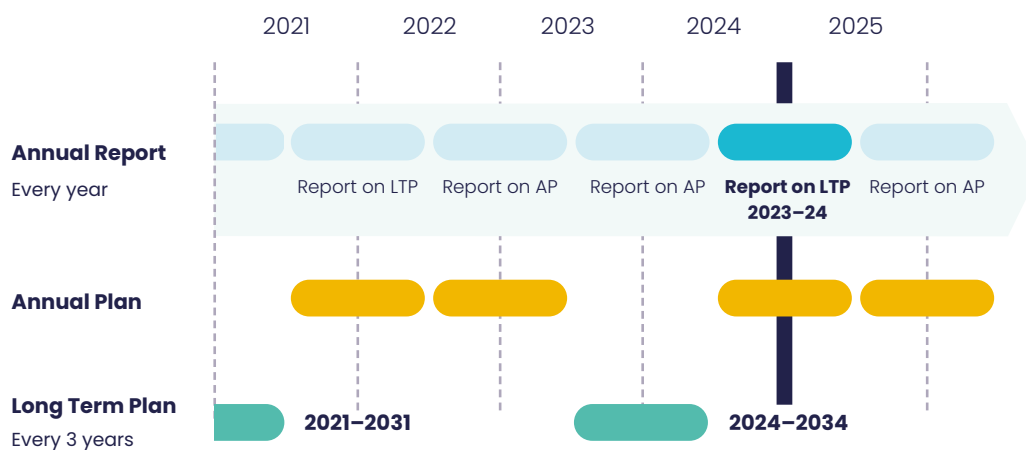 2021 2022 2023 2024 2025
Annual Report
Every year
Report on LTP Report on AP Report on AP Report on LTP Report on AP
2023–24
Annual Plan
Long Term Plan
Every 3 years
2021–2031 2024–2034